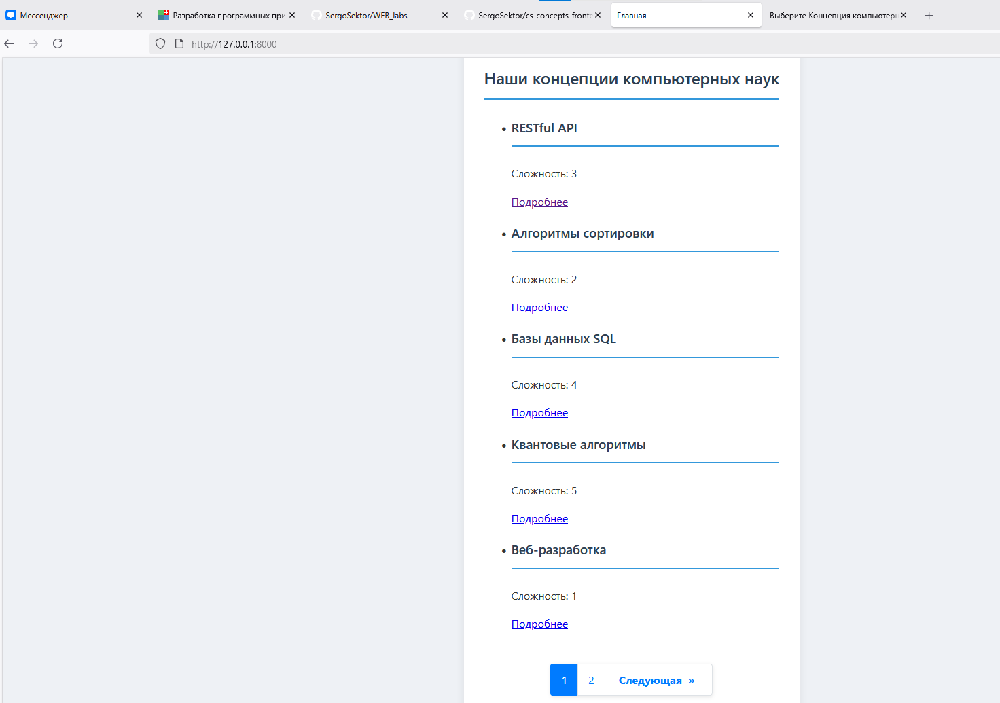 Мессенджер
Разработка программных при
SergoSektor/WEB_labs
SergoSektor/cs-concepts-fronte
Главная
Выберите Концепция компьютерн
http://127.0.0.1:8000
Наши концепции компьютерных наук
• RESTful API
Сложность: 3
Подробнее
• Алгоритмы сортировки
Сложность: 2
Подробнее
• Базы данных SQL
Сложность: 4
Подробнее
• Квантовые алгоритмы
Сложность: 5
Подробнее
• Веб-разработка
Сложность: 1
Подробнее
1 2 Следующая »